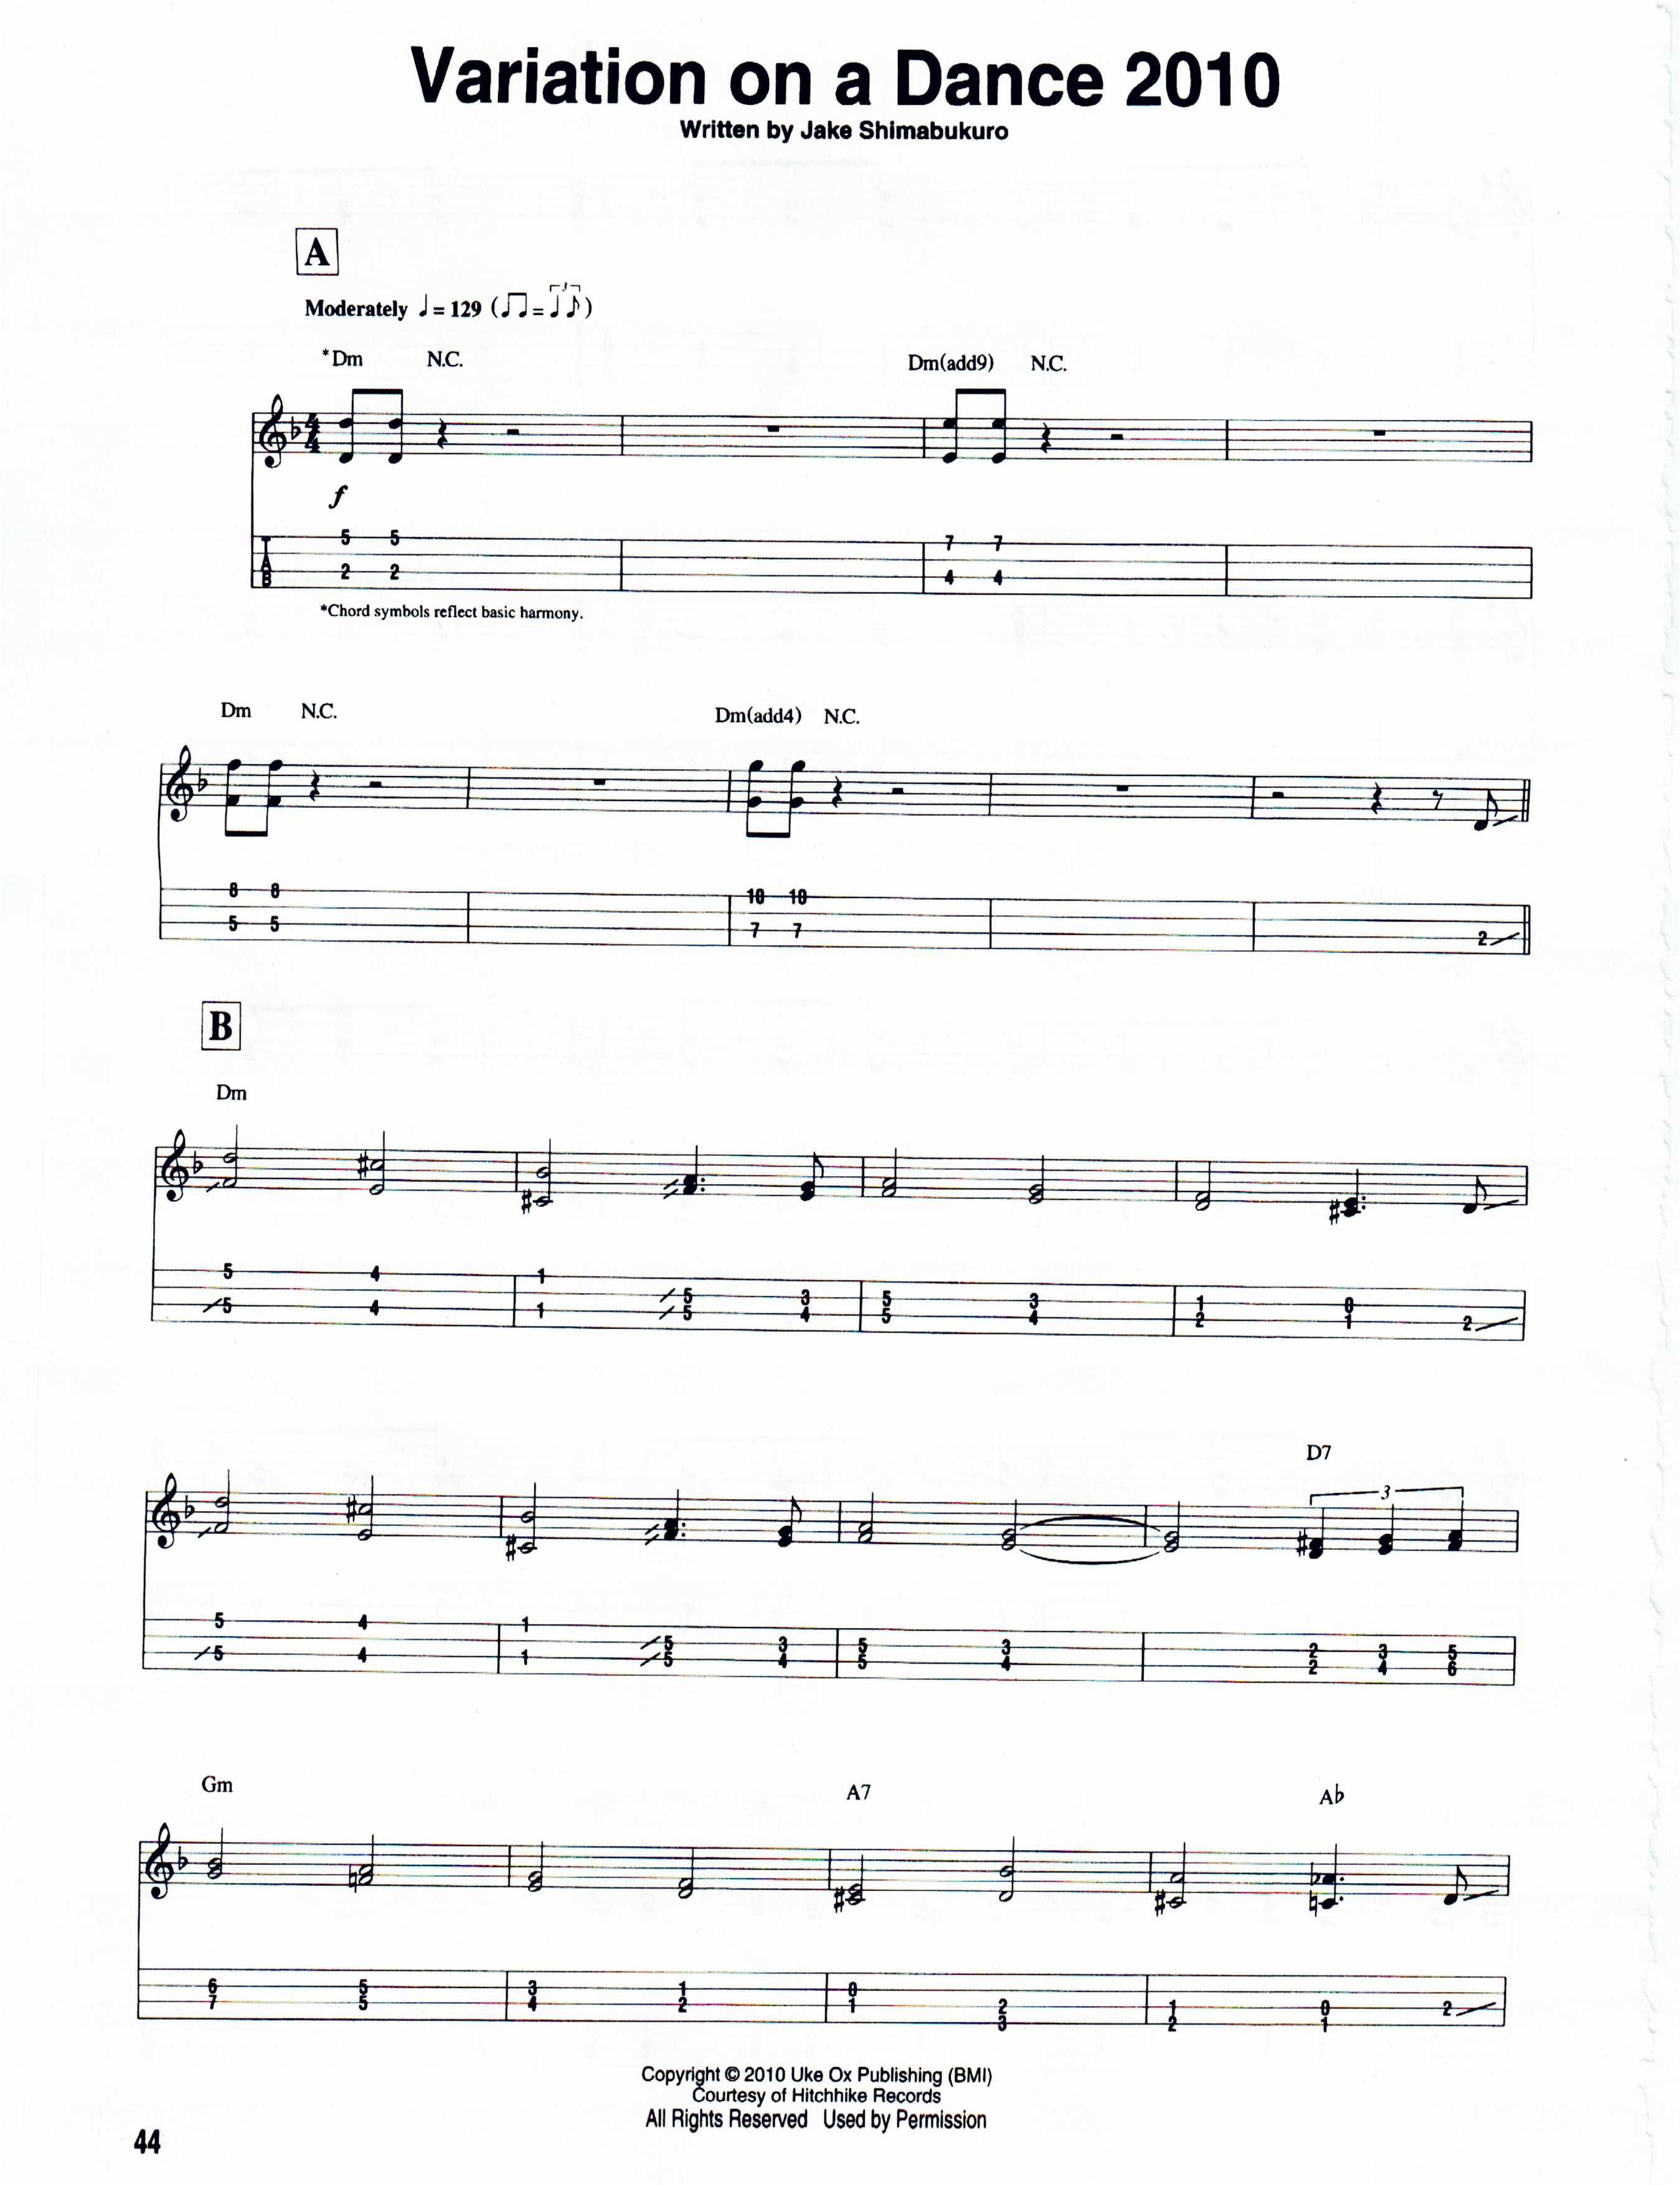 Variation on a Dance 2010
Written by Jake Shimabukuro
A
Moderately ♩= 129 (♫=♩♪)
3
*Dm N.C. Dm(add9) N.C.
4
4
f
T
A
B
5 5 7 7
2 2 4 4
*Chord symbols reflect basic harmony.
Dm N.C. Dm(add4) N.C.
8 8 10 10
5 5 7 7
2
B
Dm
5 4 1
5 3 5 3 1 0
5 4 1 5 4 5 4 2 1 2
D7
3
5 4 1
5 3 5 3 2 3 5
5 4 1 5 4 5 4 2 4 6
Gm A7 A♭
6 5 3 1 0
7 5 4 2 1 2 1 0 2
3 2 1
Copyright © 2010 Uke Ox Publishing (BMI)
Courtesy of Hitchhike Records
All Rights Reserved Used by Permission
44